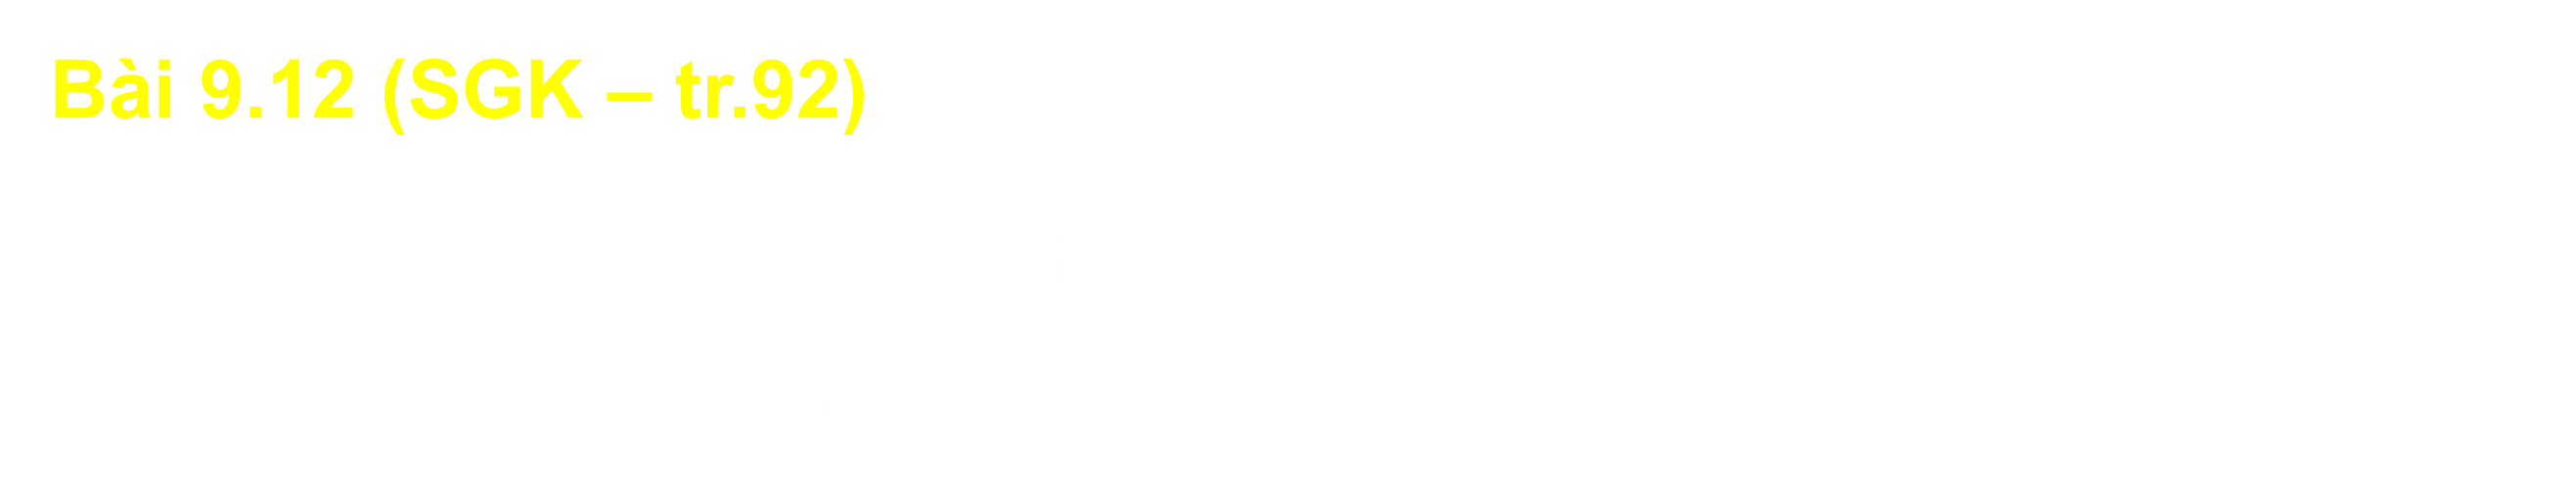 Bài 9.12 (SGK – tr.92)